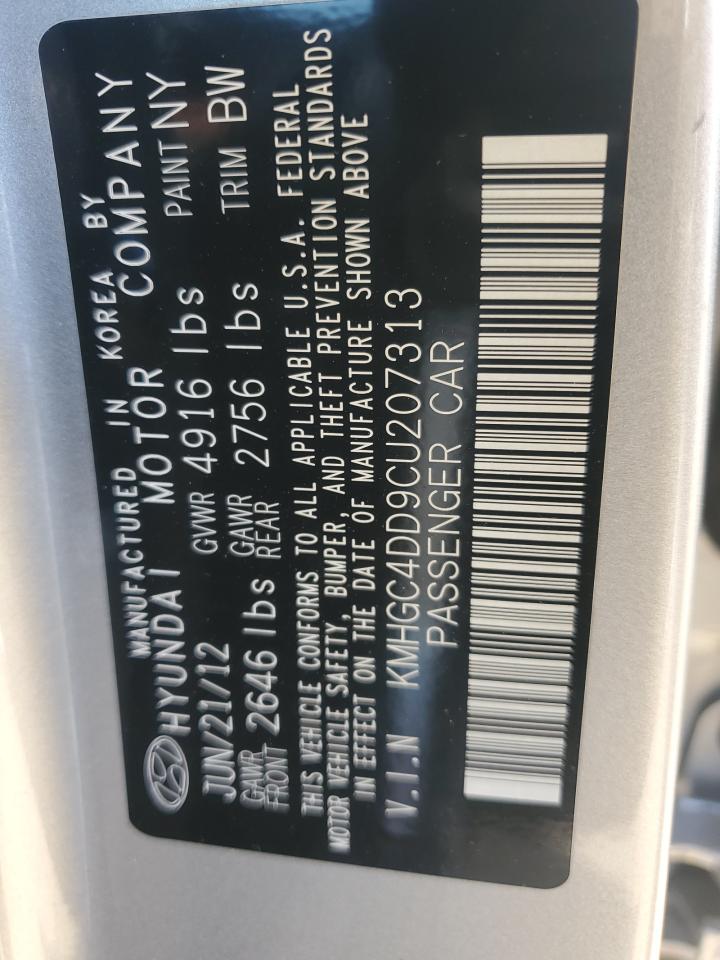 MANUFACTURED IN KOREA BY
HYUNDAI MOTOR COMPANY
JUN/21/12 GVWR 4916 lbs PAINT NY
GAWR FRONT 2646 lbs GAWR REAR 2756 lbs TRIM BW
THIS VEHICLE CONFORMS TO ALL APPLICABLE U.S.A. FEDERAL
MOTOR VEHICLE SAFETY, BUMPER, AND THEFT PREVENTION STANDARDS
IN EFFECT ON THE DATE OF MANUFACTURE SHOWN ABOVE
V.I.N KMHGC4DD9CU207313
PASSENGER CAR